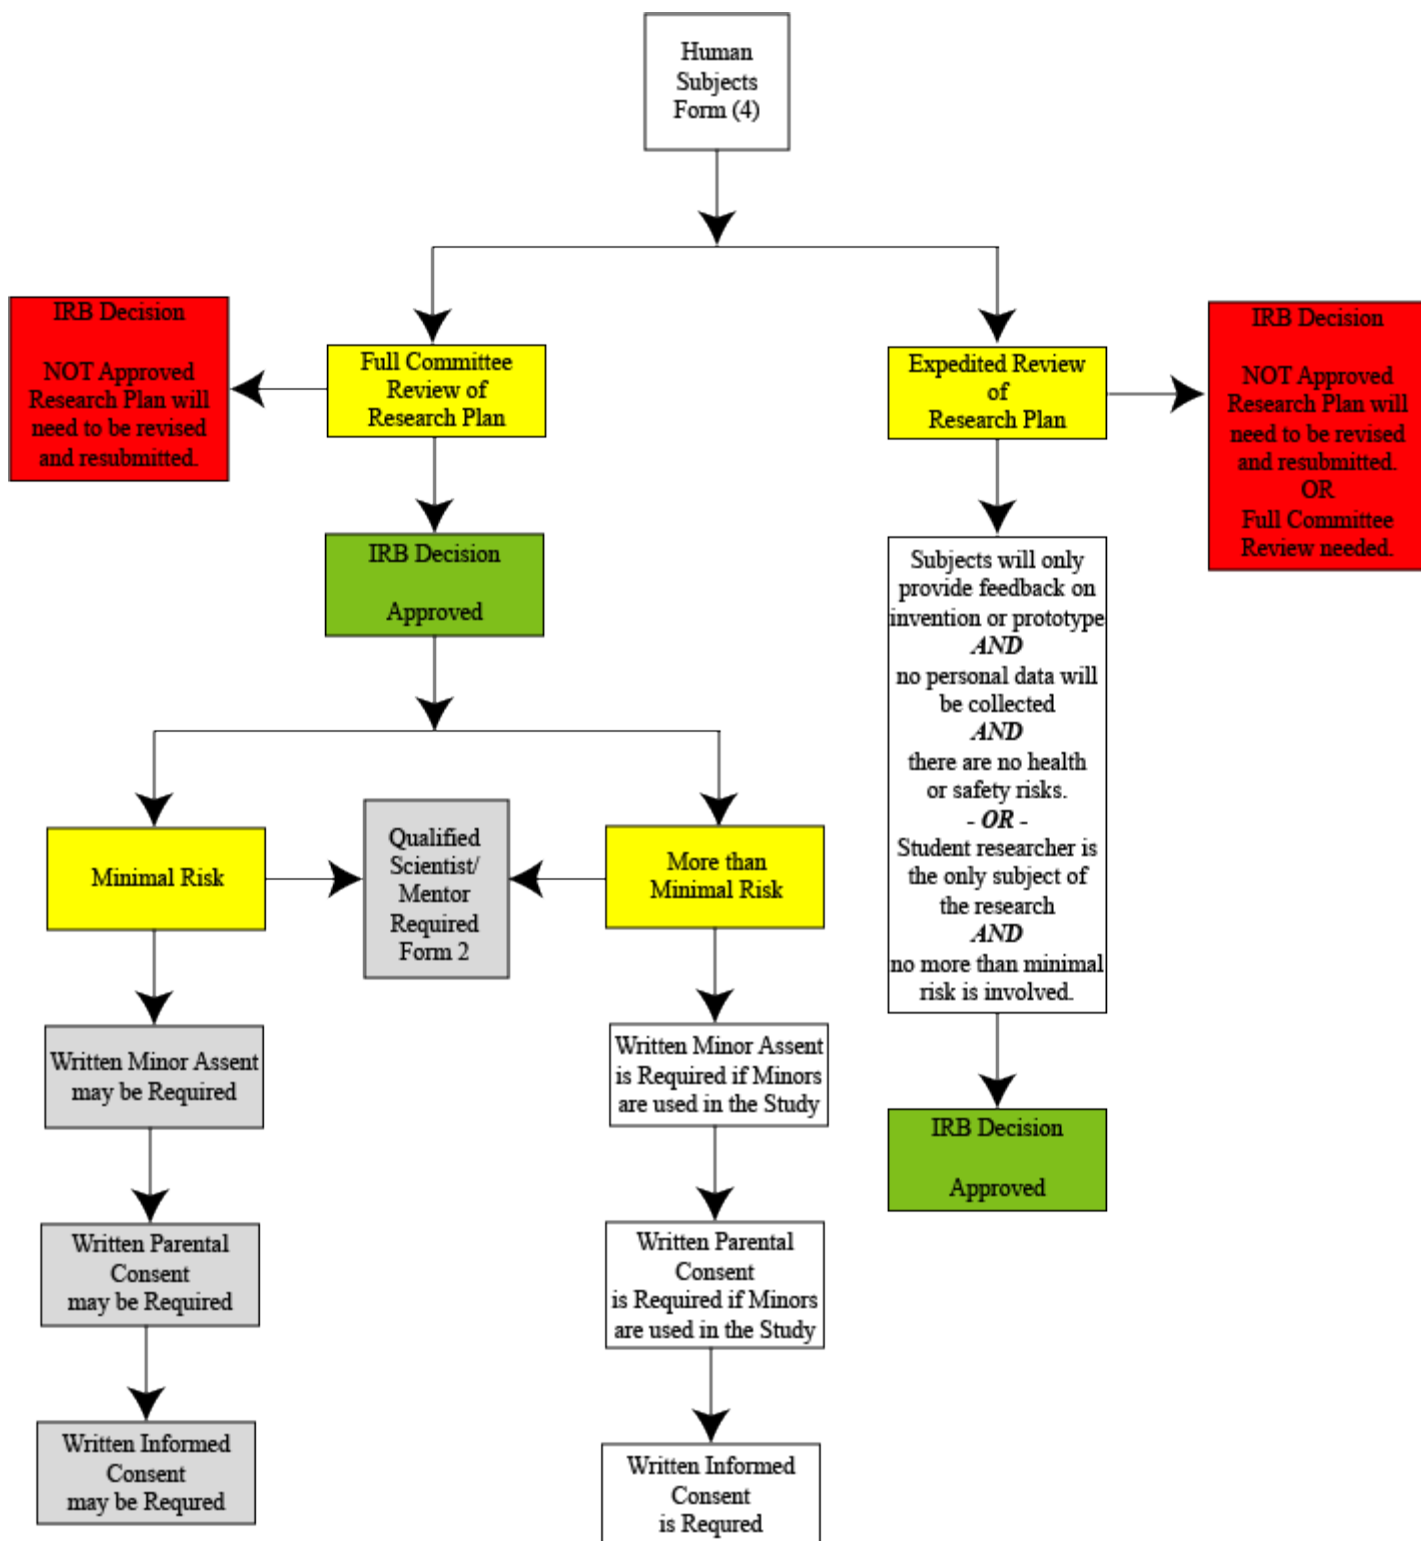 Human
Subjects
Form (4)
IRB Decision
NOT Approved
Research Plan will
need to be revised
and resubmitted.
Full Committee
Review of
Research Plan
Expedited Review
of
Research Plan
IRB Decision
NOT Approved
Research Plan will
need to be revised
and resubmitted.
OR
Full Committee
Review needed.
IRB Decision
Approved
Subjects will only
provide feedback on
invention or prototype
AND
no personal data will
be collected
AND
there are no health
or safety risks.
- OR -
Student researcher is
the only subject of
the research
AND
no more than minimal
risk is involved.
Minimal Risk
Qualified
Scientist/
Mentor
Required
Form 2
More than
Minimal Risk
Written Minor Assent
may be Required
Written Minor Assent
is Required if Minors
are used in the Study
IRB Decision
Approved
Written Parental
Consent
may be Required
Written Parental
Consent
is Required if Minors
are used in the Study
Written Informed
Consent
may be Requred
Written Informed
Consent
is Requred